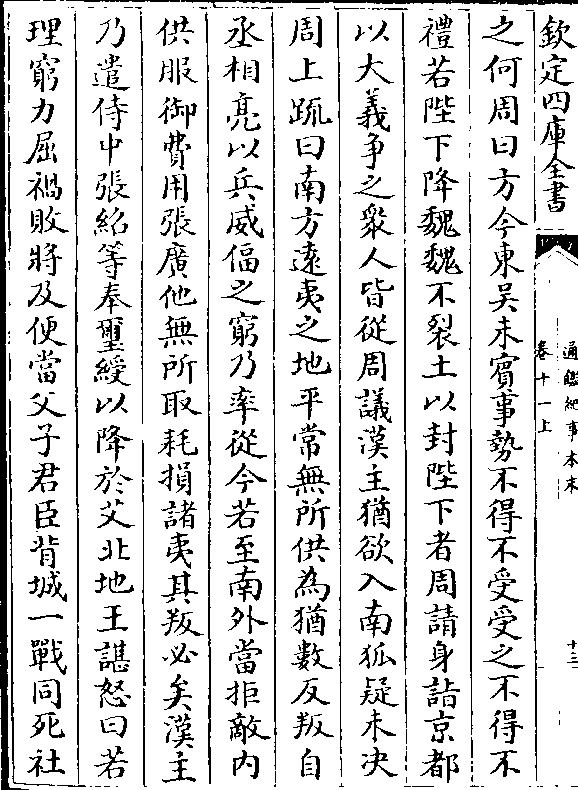 欽定四庫全書
通鑑紀事本末
卷十一上
十三
之何周曰方今東吳未賓事勢不得不受受之不得不
禮若陛下降魏魏不裂土以封陛下者周請身詣京都
以大義爭之衆人皆從周議漢主猶欲入南狐疑未決
周上疏曰南方遠夷之地平常無所供為猶數反叛自
丞相亮以兵威偪之窮乃率從今若至南外當拒敵内
供服御費用張廣他無所取耗損諸夷其叛必矣漢主
乃遣侍中張紹等奉璽綬以降於艾北地王諶怒曰若
理窮力屈禍敗將及便當父子君臣背城一戰同死社